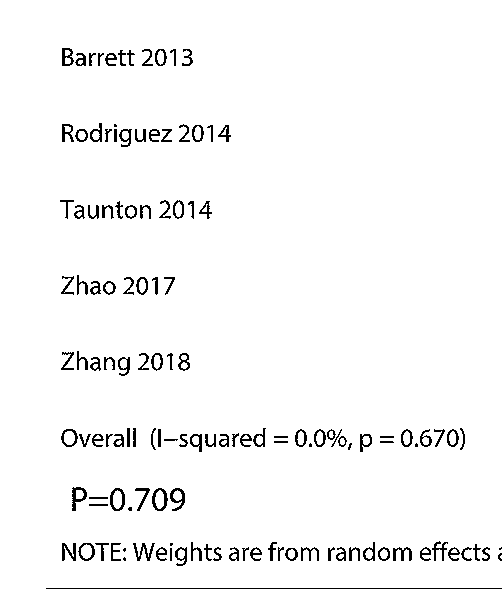 Barrett 2013
Rodriguez 2014
Taunton 2014
Zhao 2017
Zhang 2018
Overall (I−squared = 0.0%, p = 0.670)
P=0.709
NOTE: Weights are from random effects